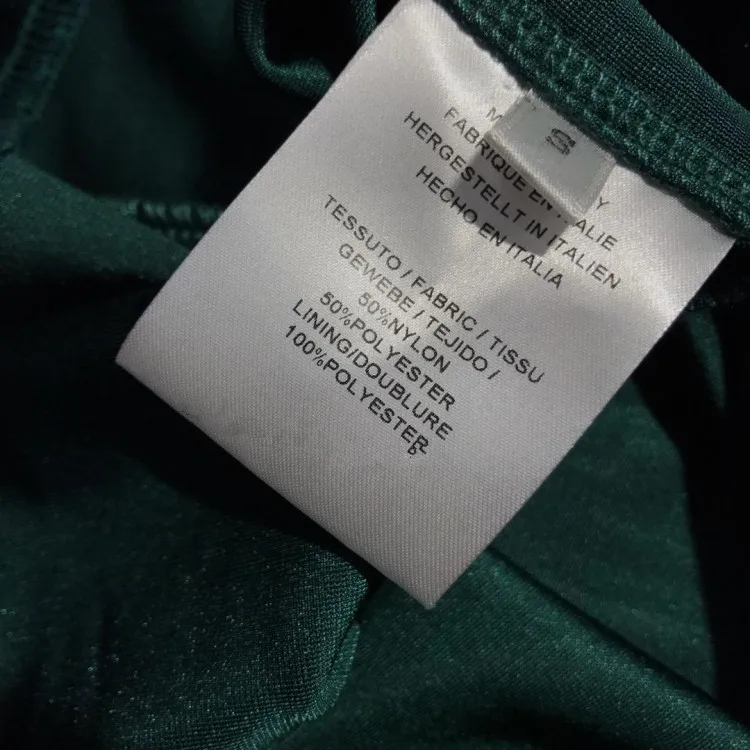 S
FABRIQUE EN ITALIE
HERGESTELLT IN ITALIEN
HECHO EN ITALIA
TESSUTO / FABRIC / TISSU
GEWEBE / TEJIDO /
50%NYLON
50%POLYESTER
LINING/DOUBLURE
100%POLYESTER